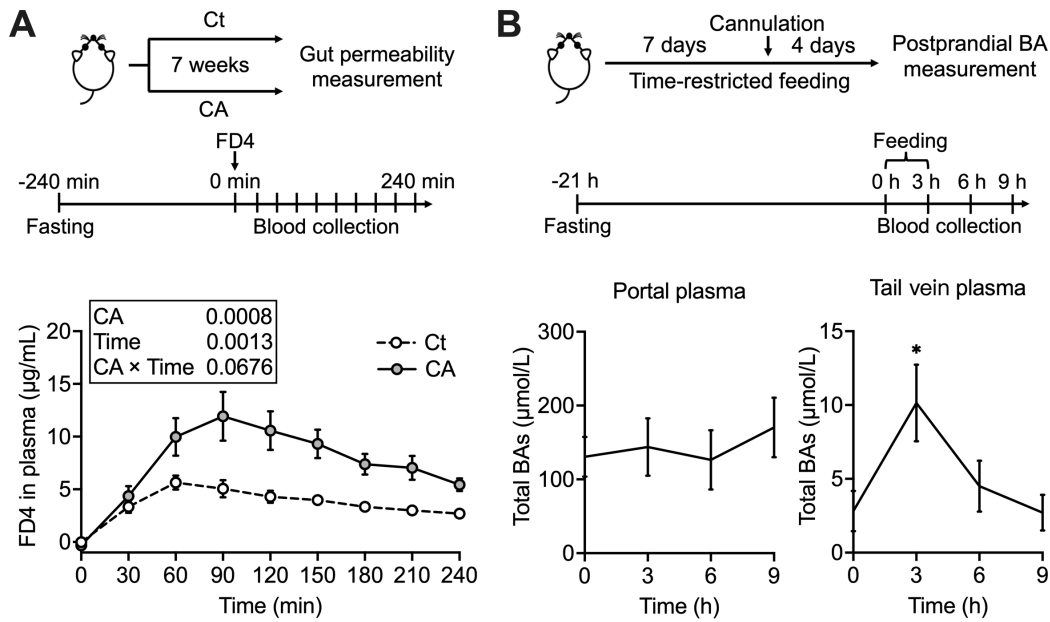 A
Ct
7 weeks
CA
Gut permeability
measurement
FD4
-240 min
0 min
240 min
Fasting
Blood collection
CA 0.0008
Time 0.0013
CA × Time 0.0676
Ct
CA
FD4 in plasma (μg/mL)
20
15
10
5
0
0 30 60 90 120 150 180 210 240
Time (min)
B
Cannulation
7 days
4 days
Time-restricted feeding
Postprandial BA
measurement
Feeding
-21 h
0 h 3 h 6 h 9 h
Fasting
Blood collection
Portal plasma
Total BAs (μmol/L)
300
200
100
0
0 3 6 9
Time (h)
Tail vein plasma
Total BAs (μmol/L)
15
10
5
0
*
0 3 6 9
Time (h)